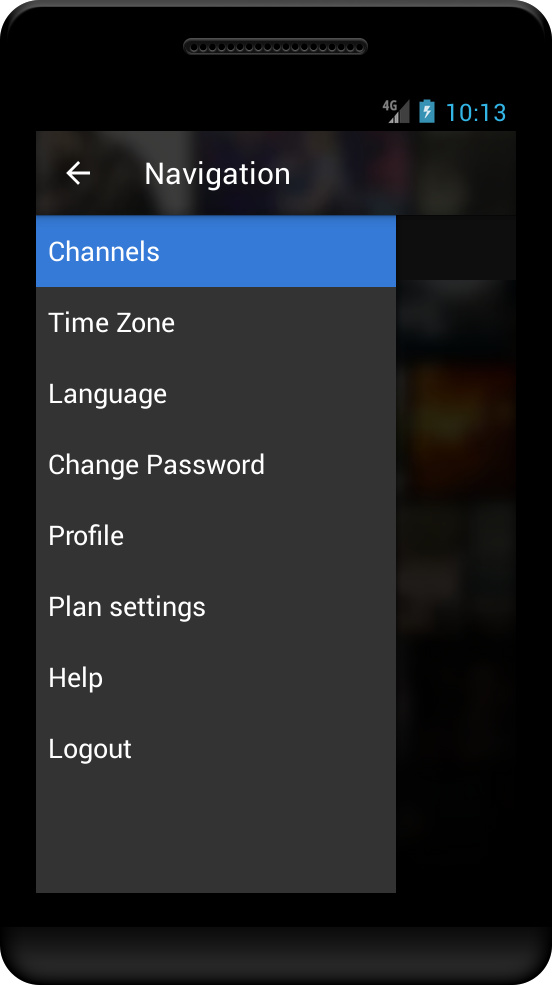 4G 10:13
Navigation
Channels
Time Zone
Language
Change Password
Profile
Plan settings
Help
Logout